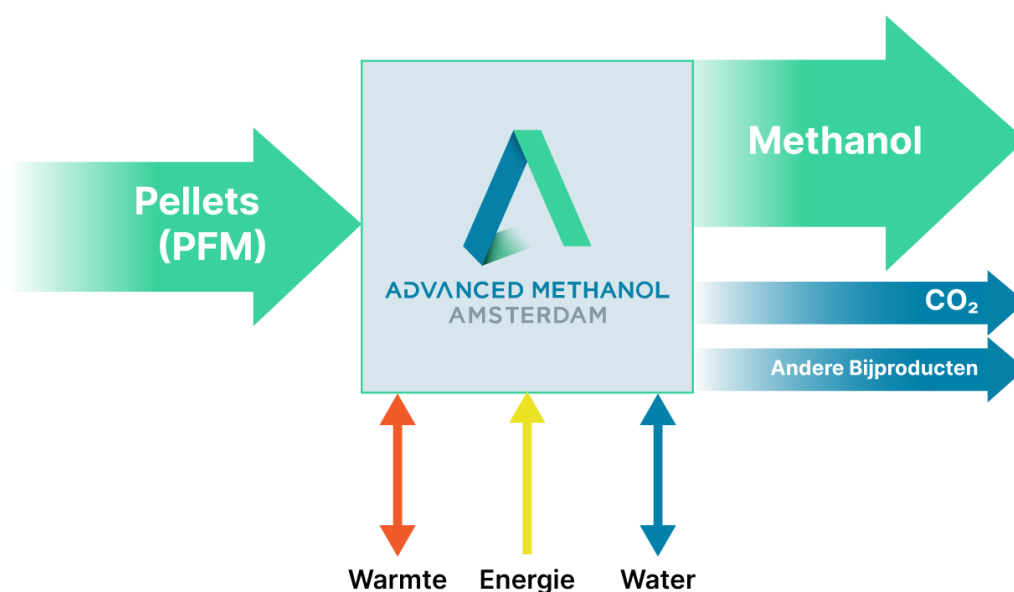 Pellets
(PFM)
ADVANCED METHANOL
AMSTERDAM
Methanol
CO₂
Andere Bijproducten
Warmte
Energie
Water